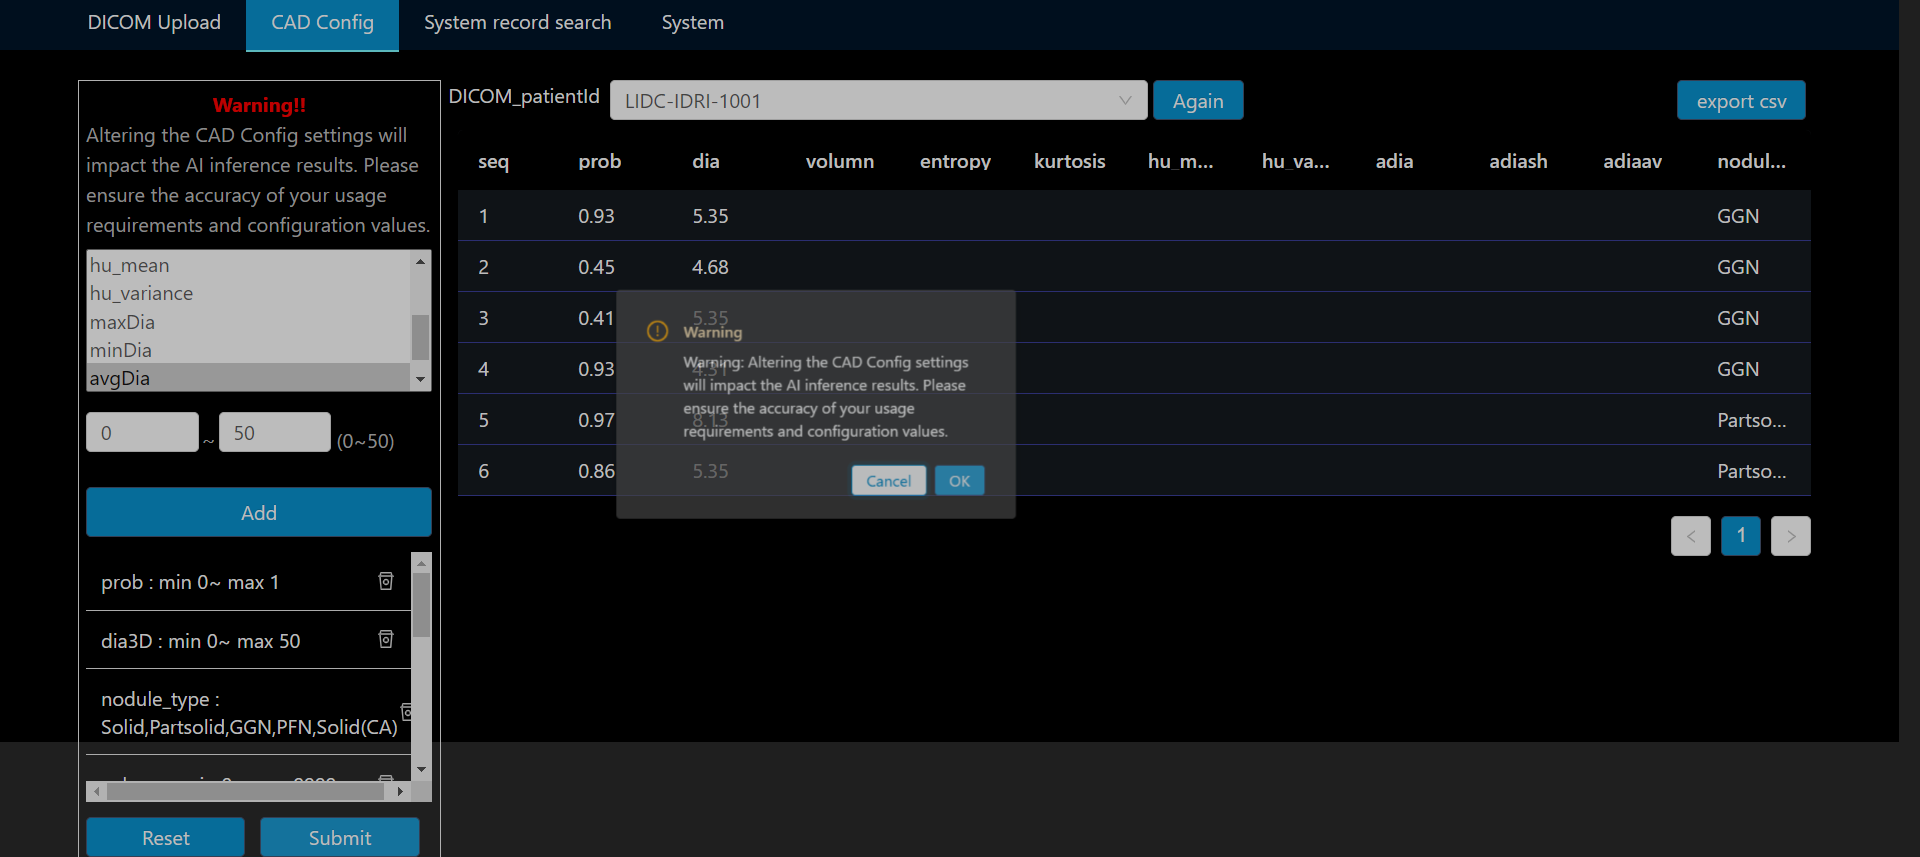 DICOM Upload CAD Config System record search System
Warning!!
Altering the CAD Config settings will
impact the AI inference results. Please
ensure the accuracy of your usage
requirements and configuration values.
hu_mean
hu_variance
maxDia
minDia
avgDia
0 ~ 50 (0~50)
Add
prob : min 0~ max 1
dia3D : min 0~ max 50
nodule_type :
Solid,Partsolid,GGN,PFN,Solid(CA)
Reset Submit
DICOM_patientId LIDC-IDRI-1001 Again export csv
seq prob dia volumn entropy kurtosis hu_m... hu_va... adia adiash adiaav nodul...
1 0.93 5.35 GGN
2 0.45 4.68 GGN
3 0.41 5.35 GGN
4 0.93 4.31 GGN
5 0.97 8.13 Partso...
6 0.86 5.35 Partso...
< 1 >
Warning
Warning: Altering the CAD Config settings
will impact the AI inference results. Please
ensure the accuracy of your usage
requirements and configuration values.
Cancel OK